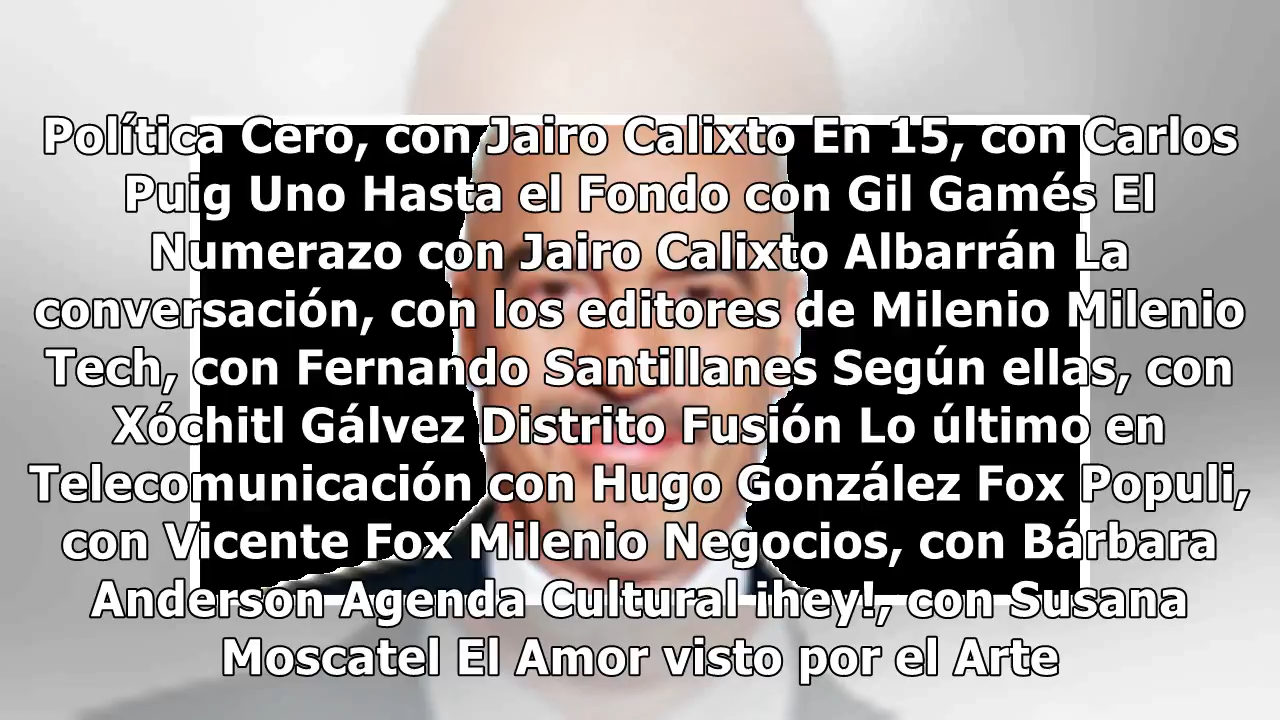 Política Cero, con Jairo Calixto En 15, con Carlos
Puig Uno Hasta el Fondo con Gil Gamés El
Numerazo con Jairo Calixto Albarrán La
conversación, con los editores de Milenio Milenio
Tech, con Fernando Santillanes Según ellas, con
Xóchitl Gálvez Distrito Fusión Lo último en
Telecomunicación con Hugo González Fox Populi,
con Vicente Fox Milenio Negocios, con Bárbara
Anderson Agenda Cultural ihey!, con Susana
Moscatel El Amor visto por el Arte